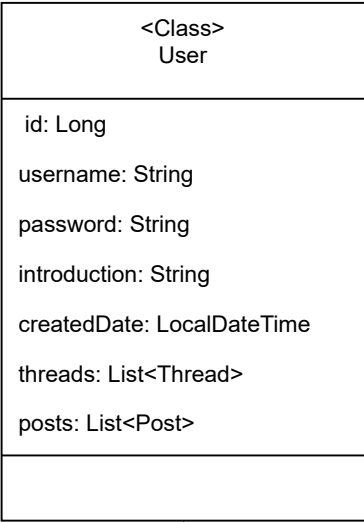 <Class>
User
id: Long
username: String
password: String
introduction: String
createdDate: LocalDateTime
threads: List<Thread>
posts: List<Post>